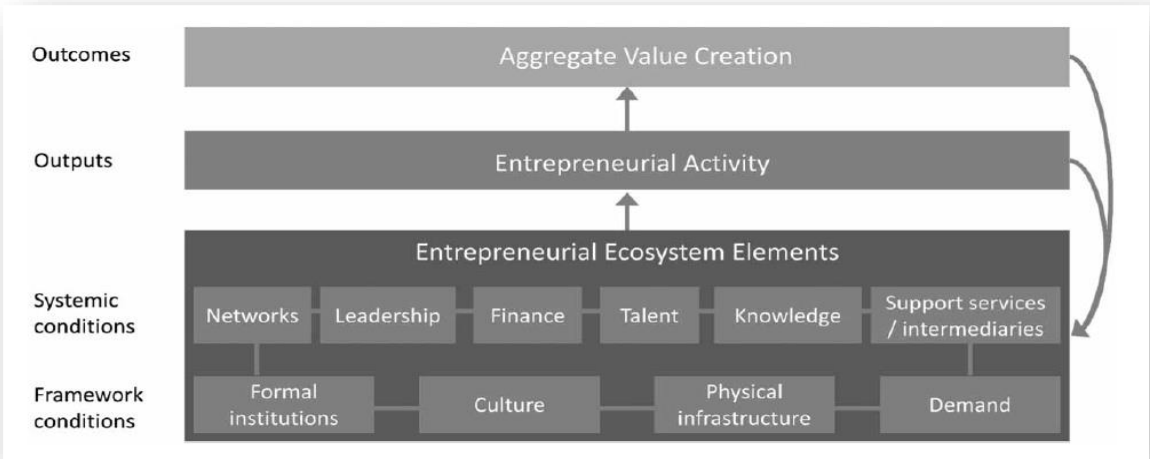 Outcomes
Aggregate Value Creation
Outputs
Entrepreneurial Activity
Entrepreneurial Ecosystem Elements
Systemic
conditions
Networks
Leadership
Finance
Talent
Knowledge
Support services
/ intermediaries
Framework
conditions
Formal
institutions
Culture
Physical
infrastructure
Demand